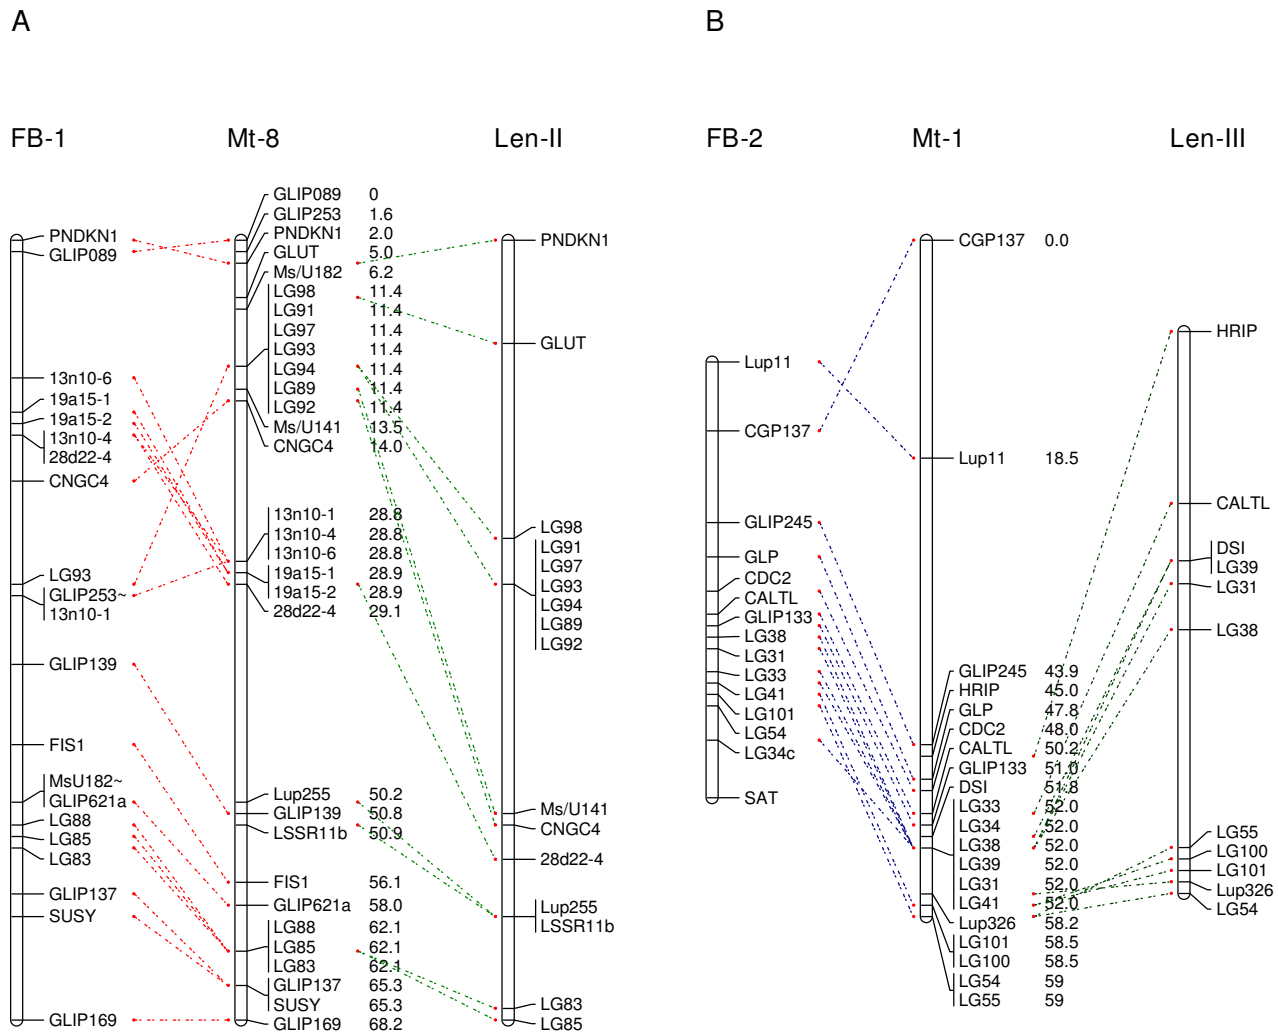 A
B
FB-1
Mt-8
Len-II
FB-2
Mt-1
Len-III
PNDKN1
GLIP089
13n10-6
19a15-1
19a15-2
13n10-4
28d22-4
CNGC4
LG93
GLIP253~
13n10-1
GLIP139
FIS1
MsU182~
GLIP621a
LG88
LG85
LG83
GLIP137
SUSY
GLIP169
GLIP089 0
GLIP253 1.6
PNDKN1 2.0
GLUT 5.0
Ms/U182 6.2
LG98 11.4
LG91 11.4
LG97 11.4
LG93 11.4
LG94 11.4
LG89 11.4
LG92 11.4
Ms/U141 13.5
CNGC4 14.0
13n10-1 28.8
13n10-4 28.8
13n10-6 28.8
19a15-1 28.9
19a15-2 28.9
28d22-4 29.1
Lup255 50.2
GLIP139 50.8
LSSR11b 50.9
FIS1 56.1
GLIP621a 58.0
LG88 62.1
LG85 62.1
LG83 62.1
GLIP137 65.3
SUSY 65.3
GLIP169 68.2
PNDKN1
GLUT
LG98
LG91
LG97
LG93
LG94
LG89
LG92
Ms/U141
CNGC4
28d22-4
Lup255
LSSR11b
LG83
LG85
Lup11
CGP137
GLIP245
GLP
CDC2
CALTL
GLIP133
LG38
LG31
LG33
LG41
LG101
LG54
LG34c
SAT
CGP137 0.0
Lup11 18.5
GLIP245 43.9
HRIP 45.0
GLP 47.8
CDC2 48.0
CALTL 50.2
GLIP133 51.0
DSI 51.8
LG33 52.0
LG34 52.0
LG38 52.0
LG39 52.0
LG31 52.0
LG41 52.0
Lup326 58.2
LG101 58.5
LG100 58.5
LG54 59
LG55 59
HRIP
CALTL
DSI
LG39
LG31
LG38
LG55
LG100
LG101
Lup326
LG54